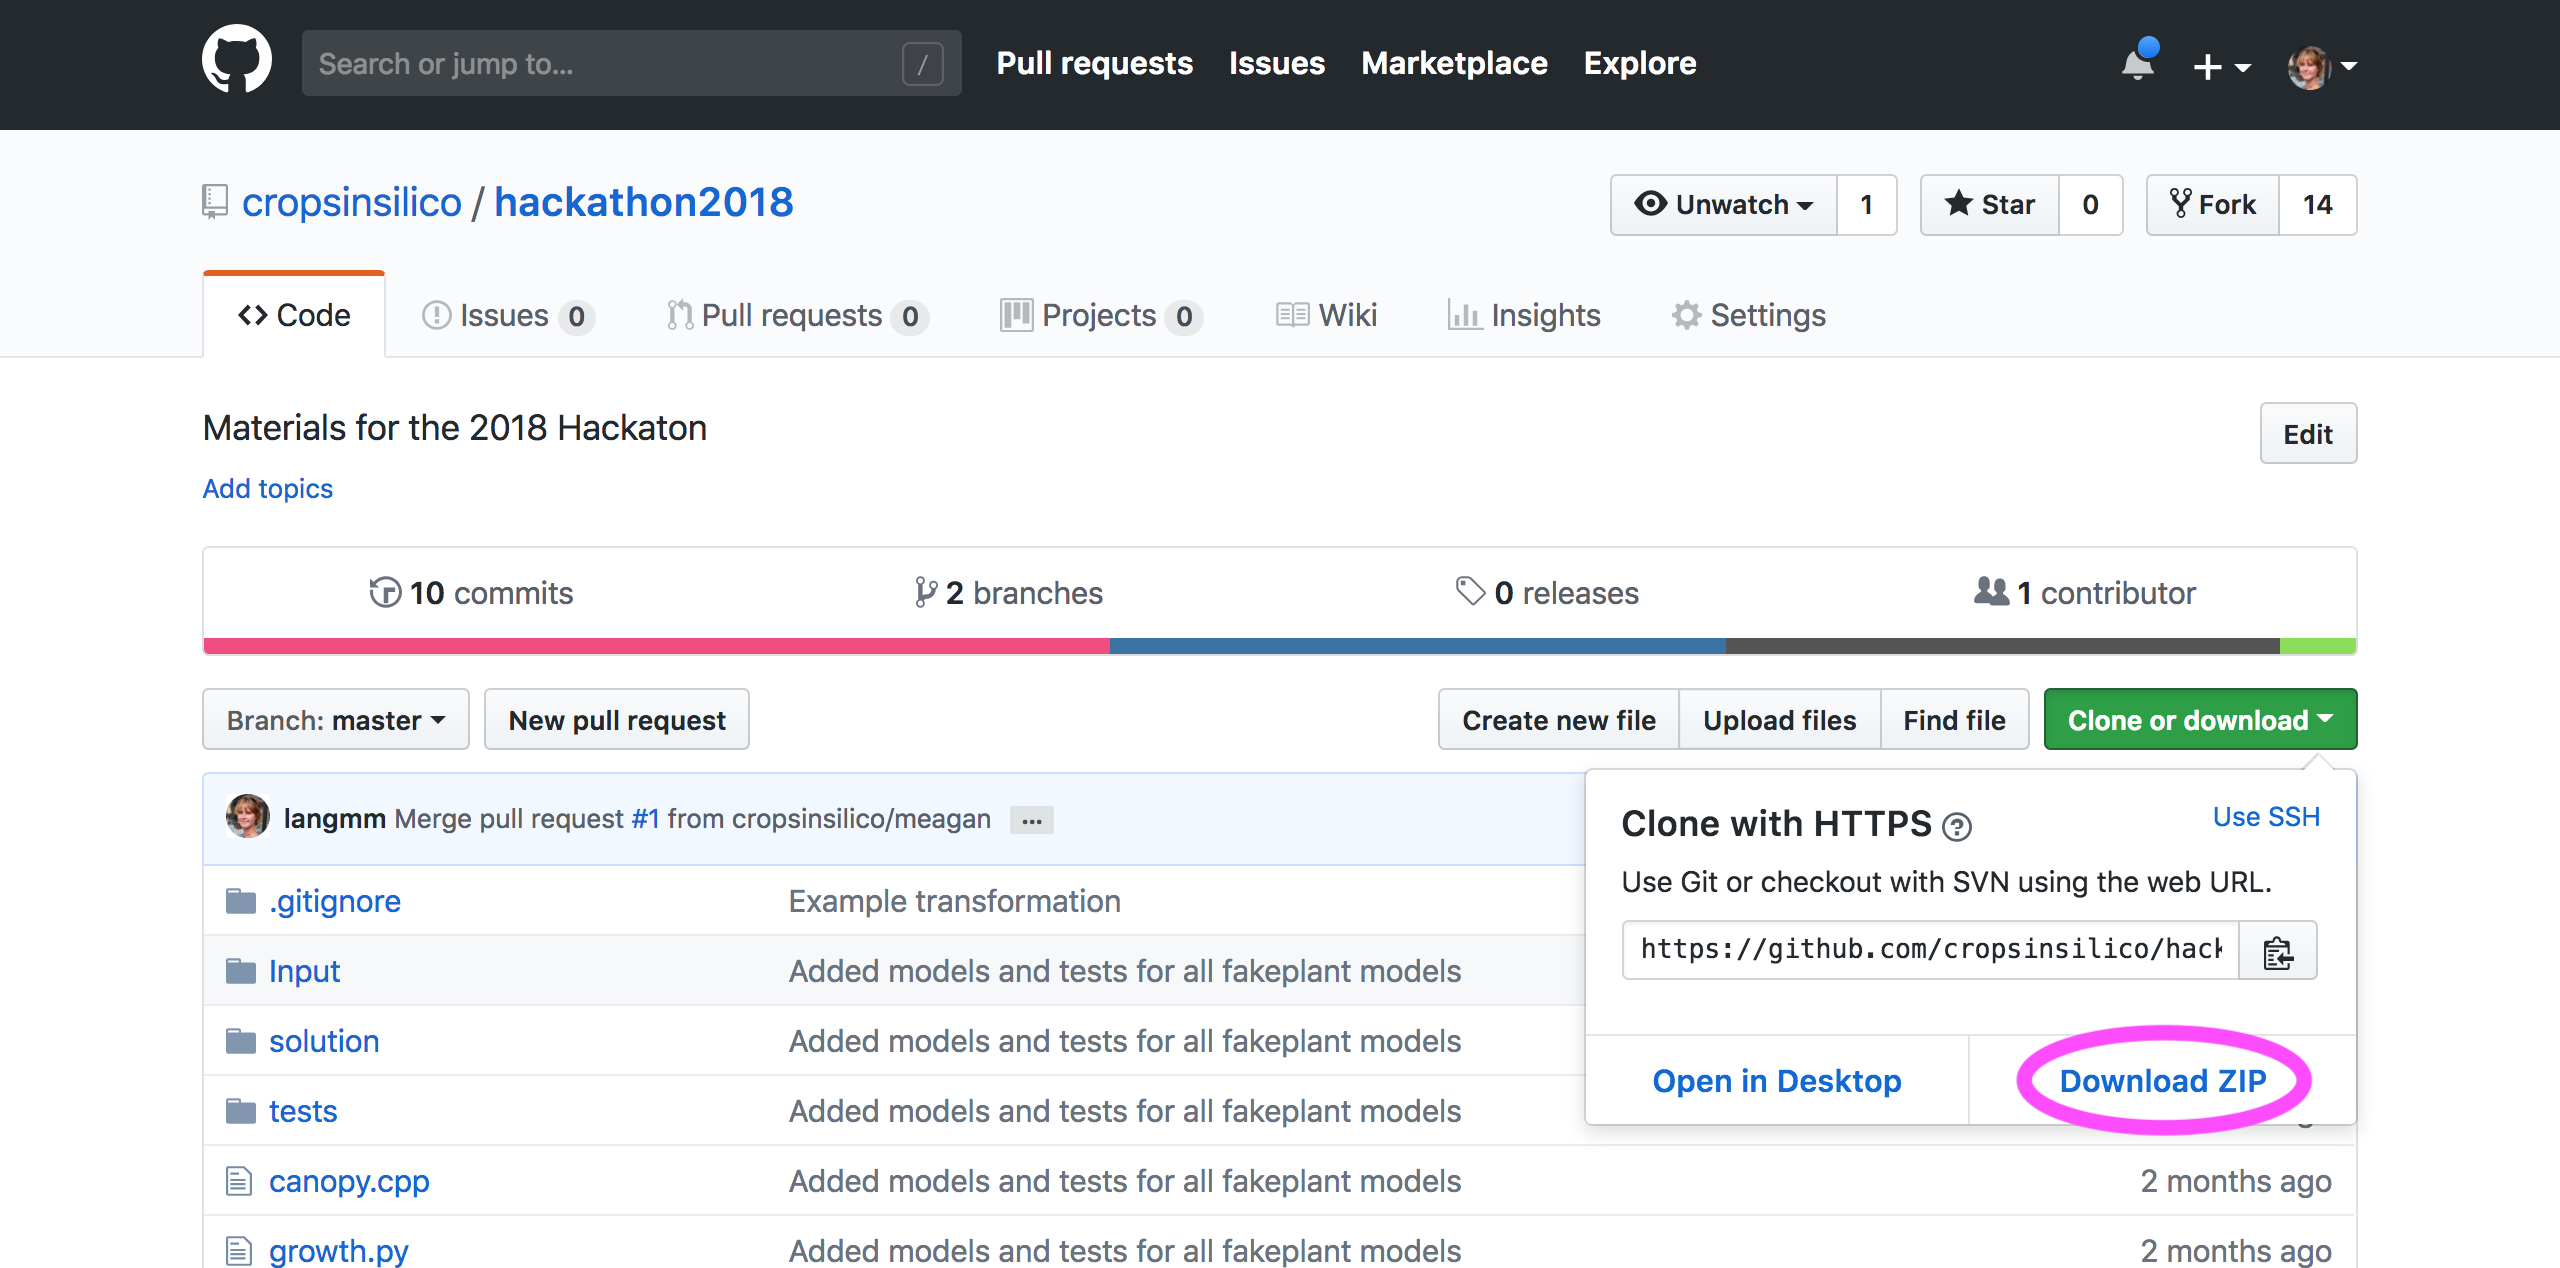 Search or jump to... /
Pull requests Issues Marketplace Explore
cropsinsilico / hackathon2018
Unwatch 1 Star 0 Fork 14
Code Issues 0 Pull requests 0 Projects 0 Wiki Insights Settings
Materials for the 2018 Hackaton
Edit
Add topics
10 commits 2 branches 0 releases 1 contributor
Branch: master New pull request Create new file Upload files Find file Clone or download
langmm Merge pull request #1 from cropsinsilico/meagan ...
Clone with HTTPS ? Use SSH
Use Git or checkout with SVN using the web URL.
https://github.com/cropsinsilico/hack
Open in Desktop Download ZIP
.gitignore Example transformation
Input Added models and tests for all fakeplant models
solution Added models and tests for all fakeplant models
tests Added models and tests for all fakeplant models
canopy.cpp Added models and tests for all fakeplant models 2 months ago
growth.py Added models and tests for all fakeplant models 2 months ago